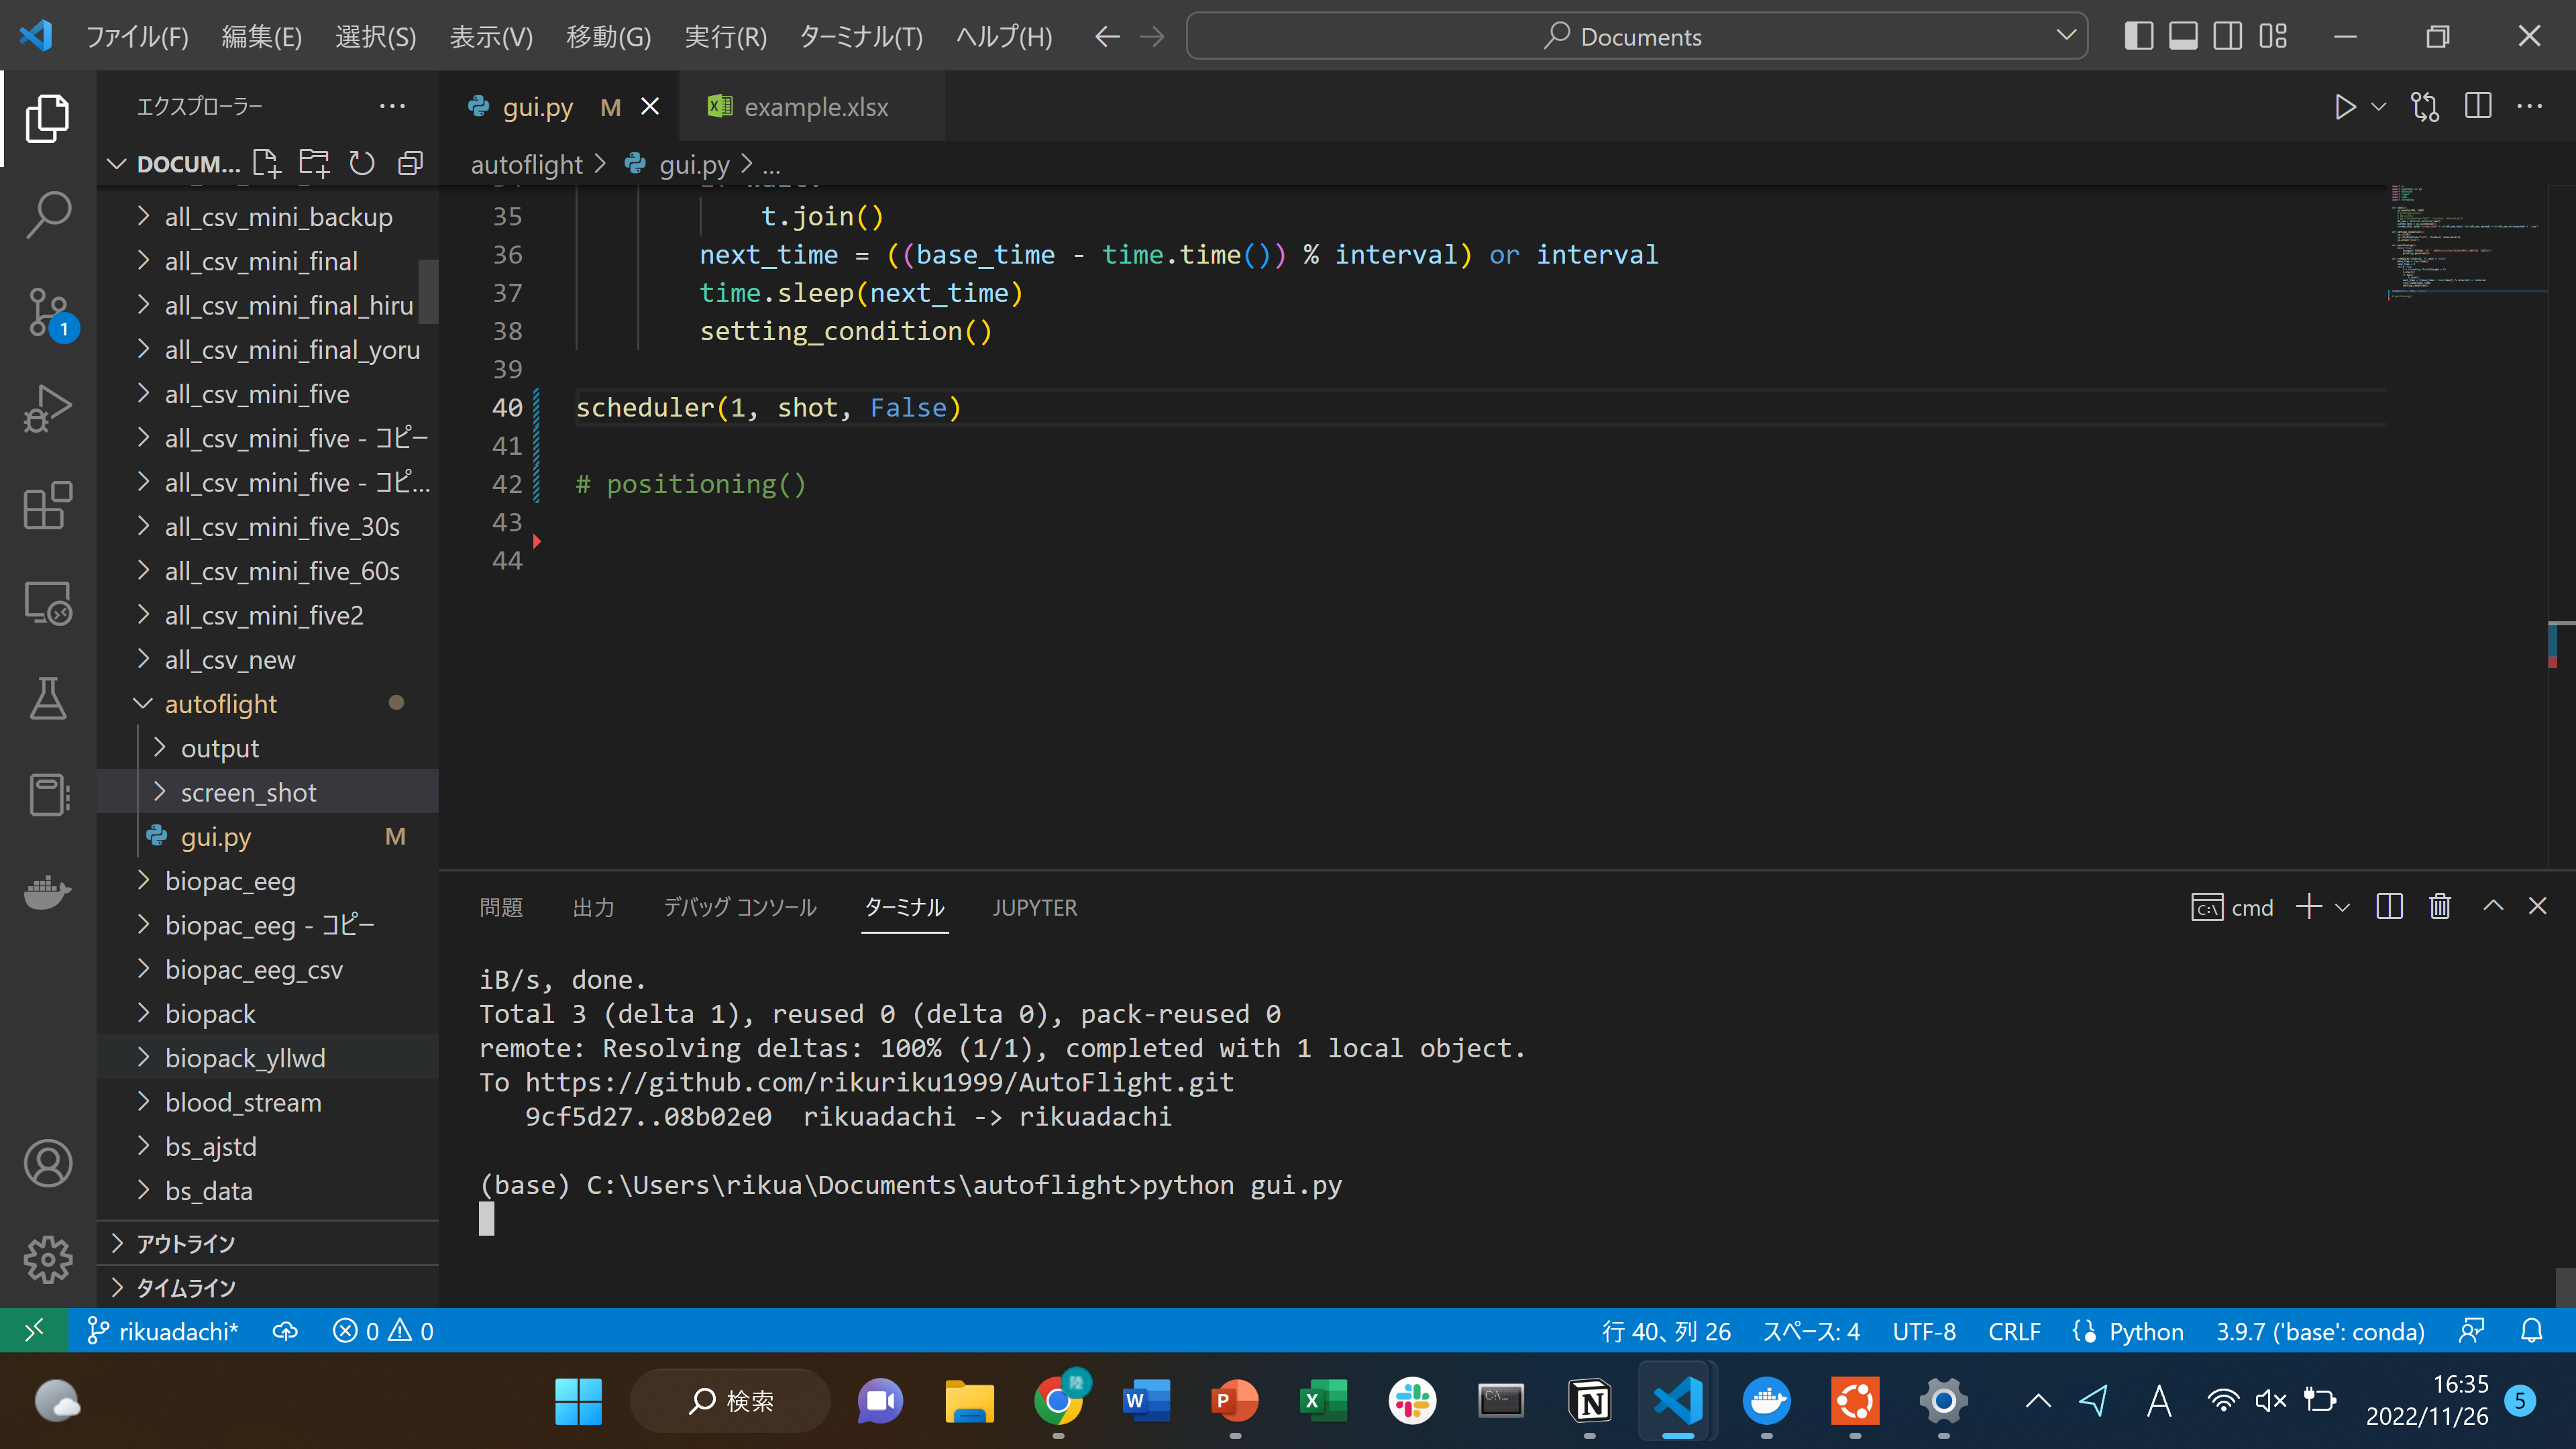 ファイル(F) 編集(E) 選択(S) 表示(V) 移動(G) 実行(R) ターミナル(T) ヘルプ(H) Documents
エクスプローラー
gui.py M example.xlsx
DOCUM...
autoflight > gui.py > ...
all_csv_mini_backup
all_csv_mini_final
all_csv_mini_final_hiru
all_csv_mini_final_yoru
all_csv_mini_five
all_csv_mini_five - コピー
all_csv_mini_five - コピ...
all_csv_mini_five_30s
all_csv_mini_five_60s
all_csv_mini_five2
all_csv_new
autoflight
output
screen_shot
gui.py M
biopac_eeg
biopac_eeg - コピー
biopac_eeg_csv
biopack
biopack_yllwd
blood_stream
bs_ajstd
bs_data
アウトライン
タイムライン
1
35 t.join()
36 next_time = ((base_time - time.time()) % interval) or interval
37 time.sleep(next_time)
38 setting_condition()
39
40 scheduler(1, shot, False)
41
42 # positioning()
43
44
問題 出力 デバッグ コンソール ターミナル JUPYTER
cmd
iB/s, done.
Total 3 (delta 1), reused 0 (delta 0), pack-reused 0
remote: Resolving deltas: 100% (1/1), completed with 1 local object.
To https://github.com/rikuriku1999/AutoFlight.git
9cf5d27..08b02e0 rikuadachi -> rikuadachi
(base) C:\Users\rikua\Documents\autoflight>python gui.py
rikuadachi* 0 0 行 40、列 26 スペース: 4 UTF-8 CRLF Python 3.9.7 ('base': conda)
検索
A
16:35
2022/11/26
5